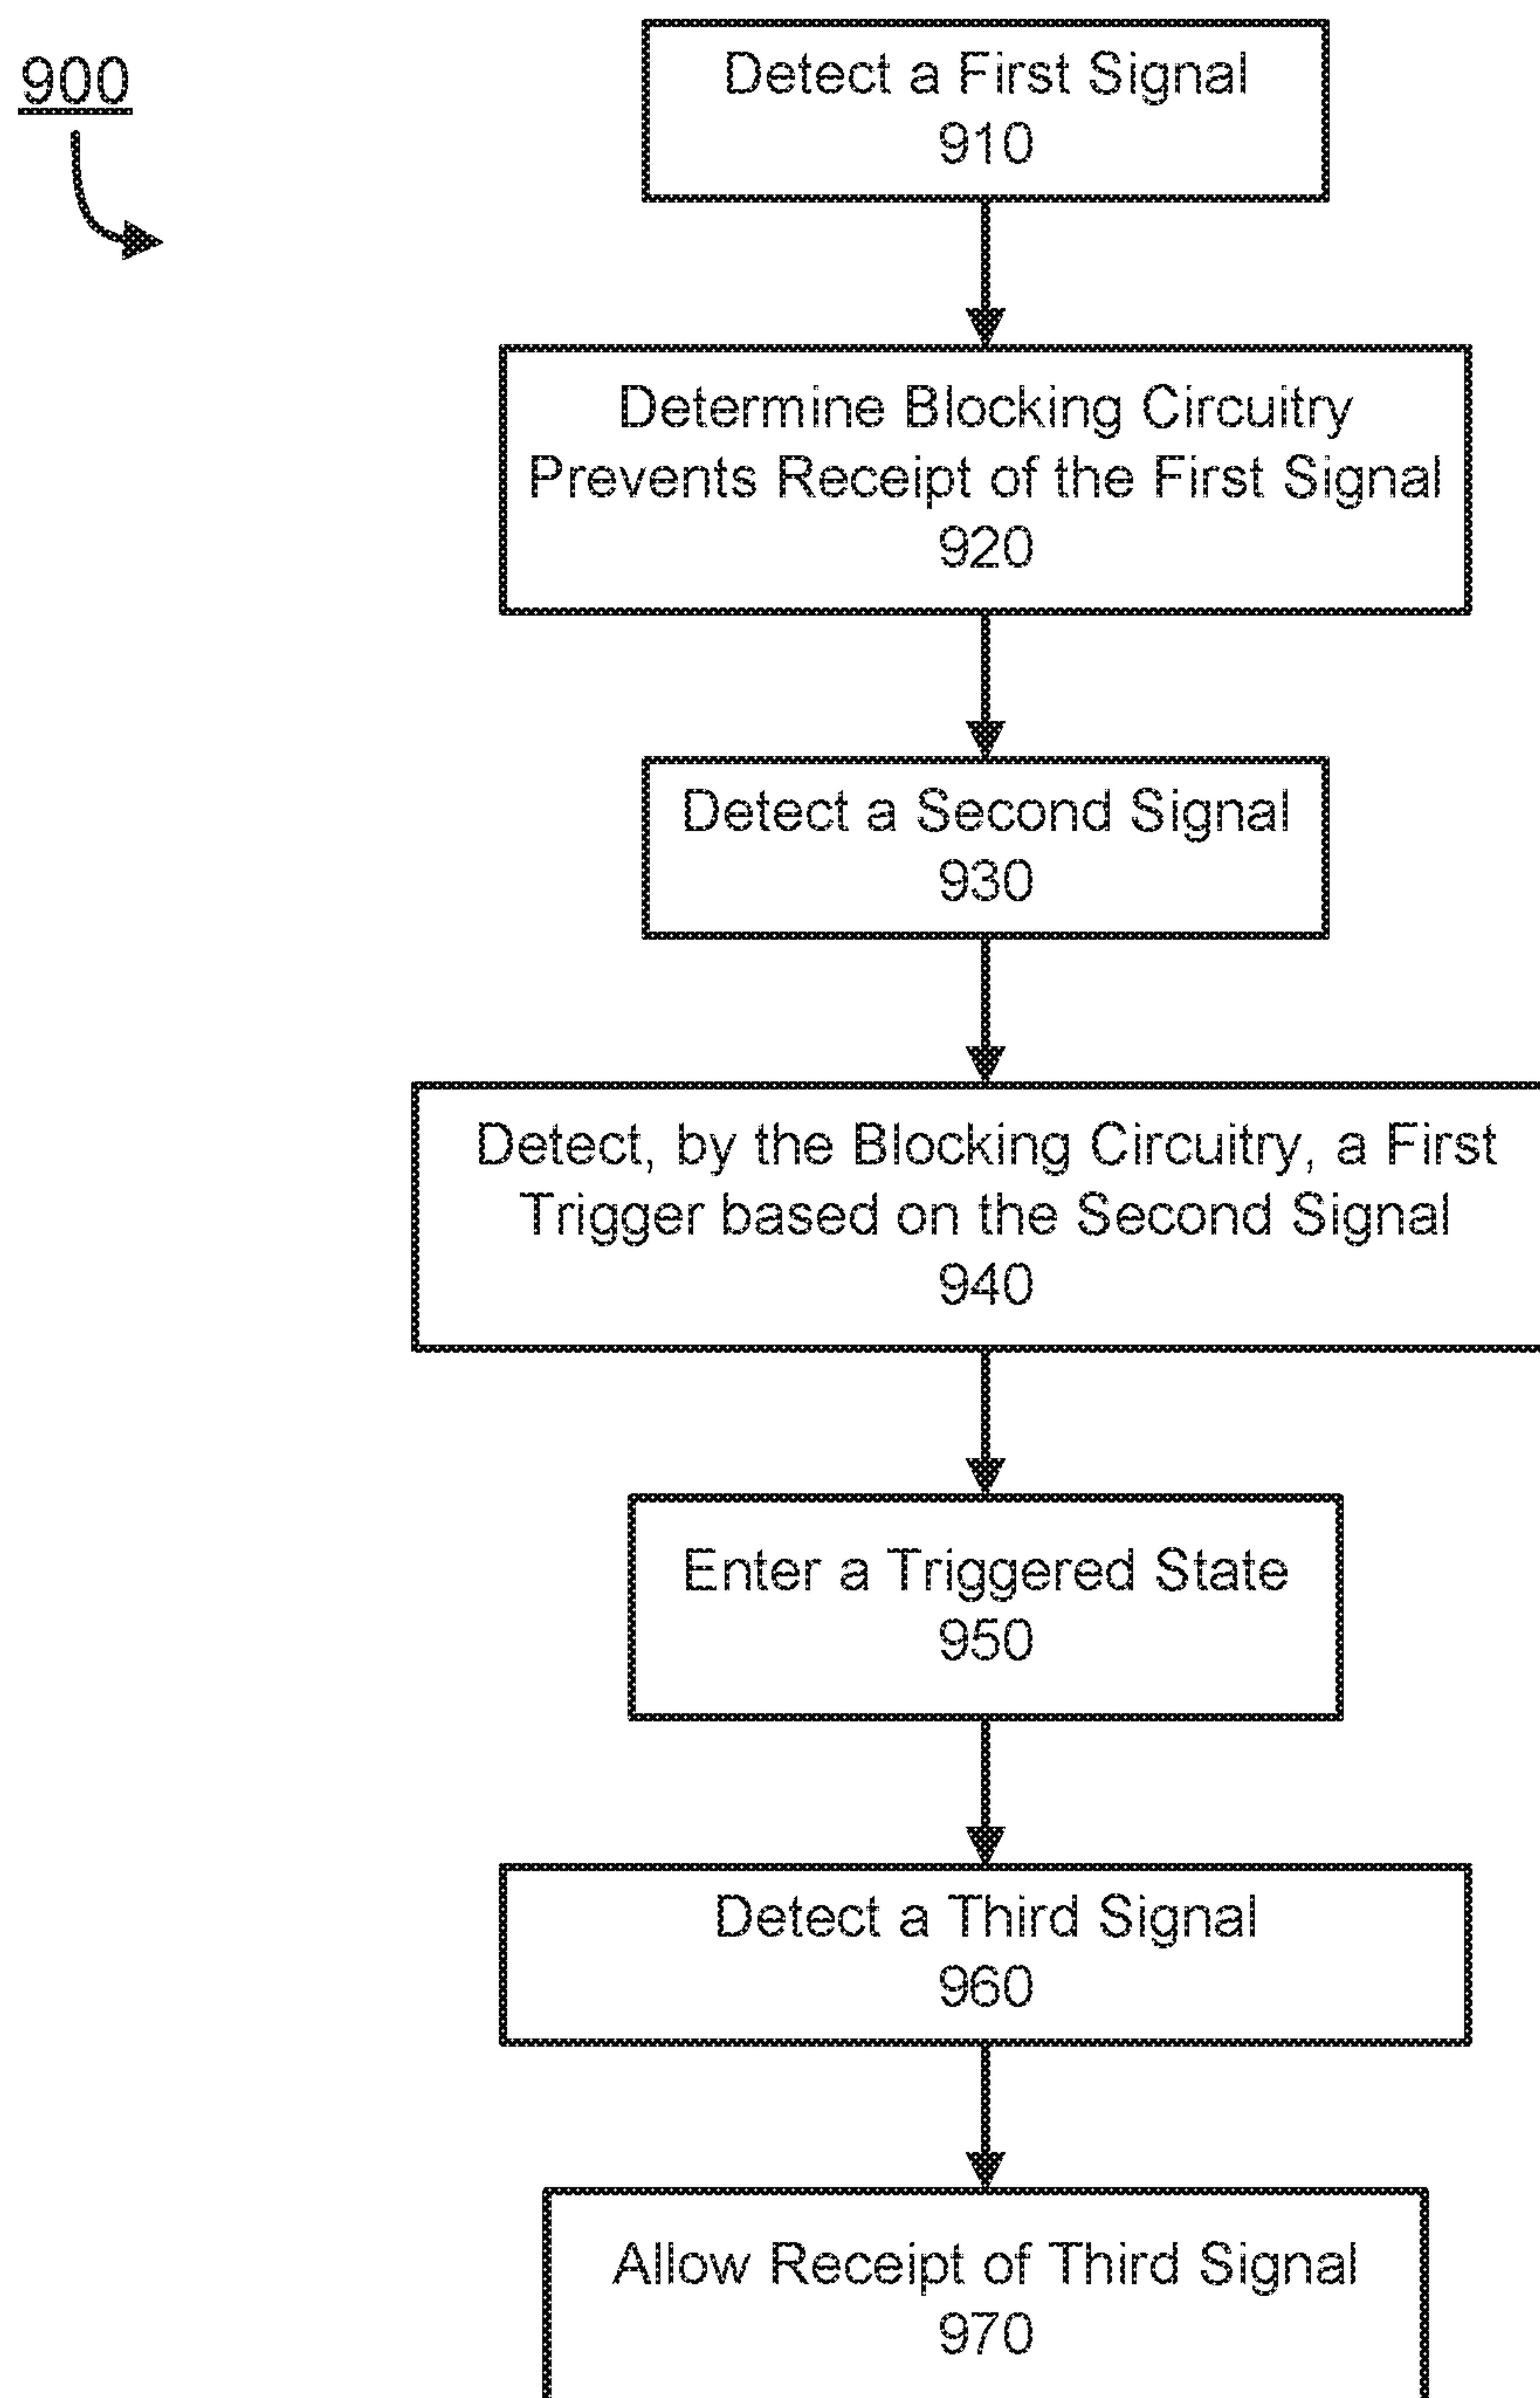 900
Detect a First Signal
910
Determine Blocking Circuitry
Prevents Receipt of the First Signal
920
Detect a Second Signal
930
Detect, by the Blocking Circuitry, a First
Trigger based on the Second Signal
940
Enter a Triggered State
950
Detect a Third Signal
960
Allow Receipt of Third Signal
970